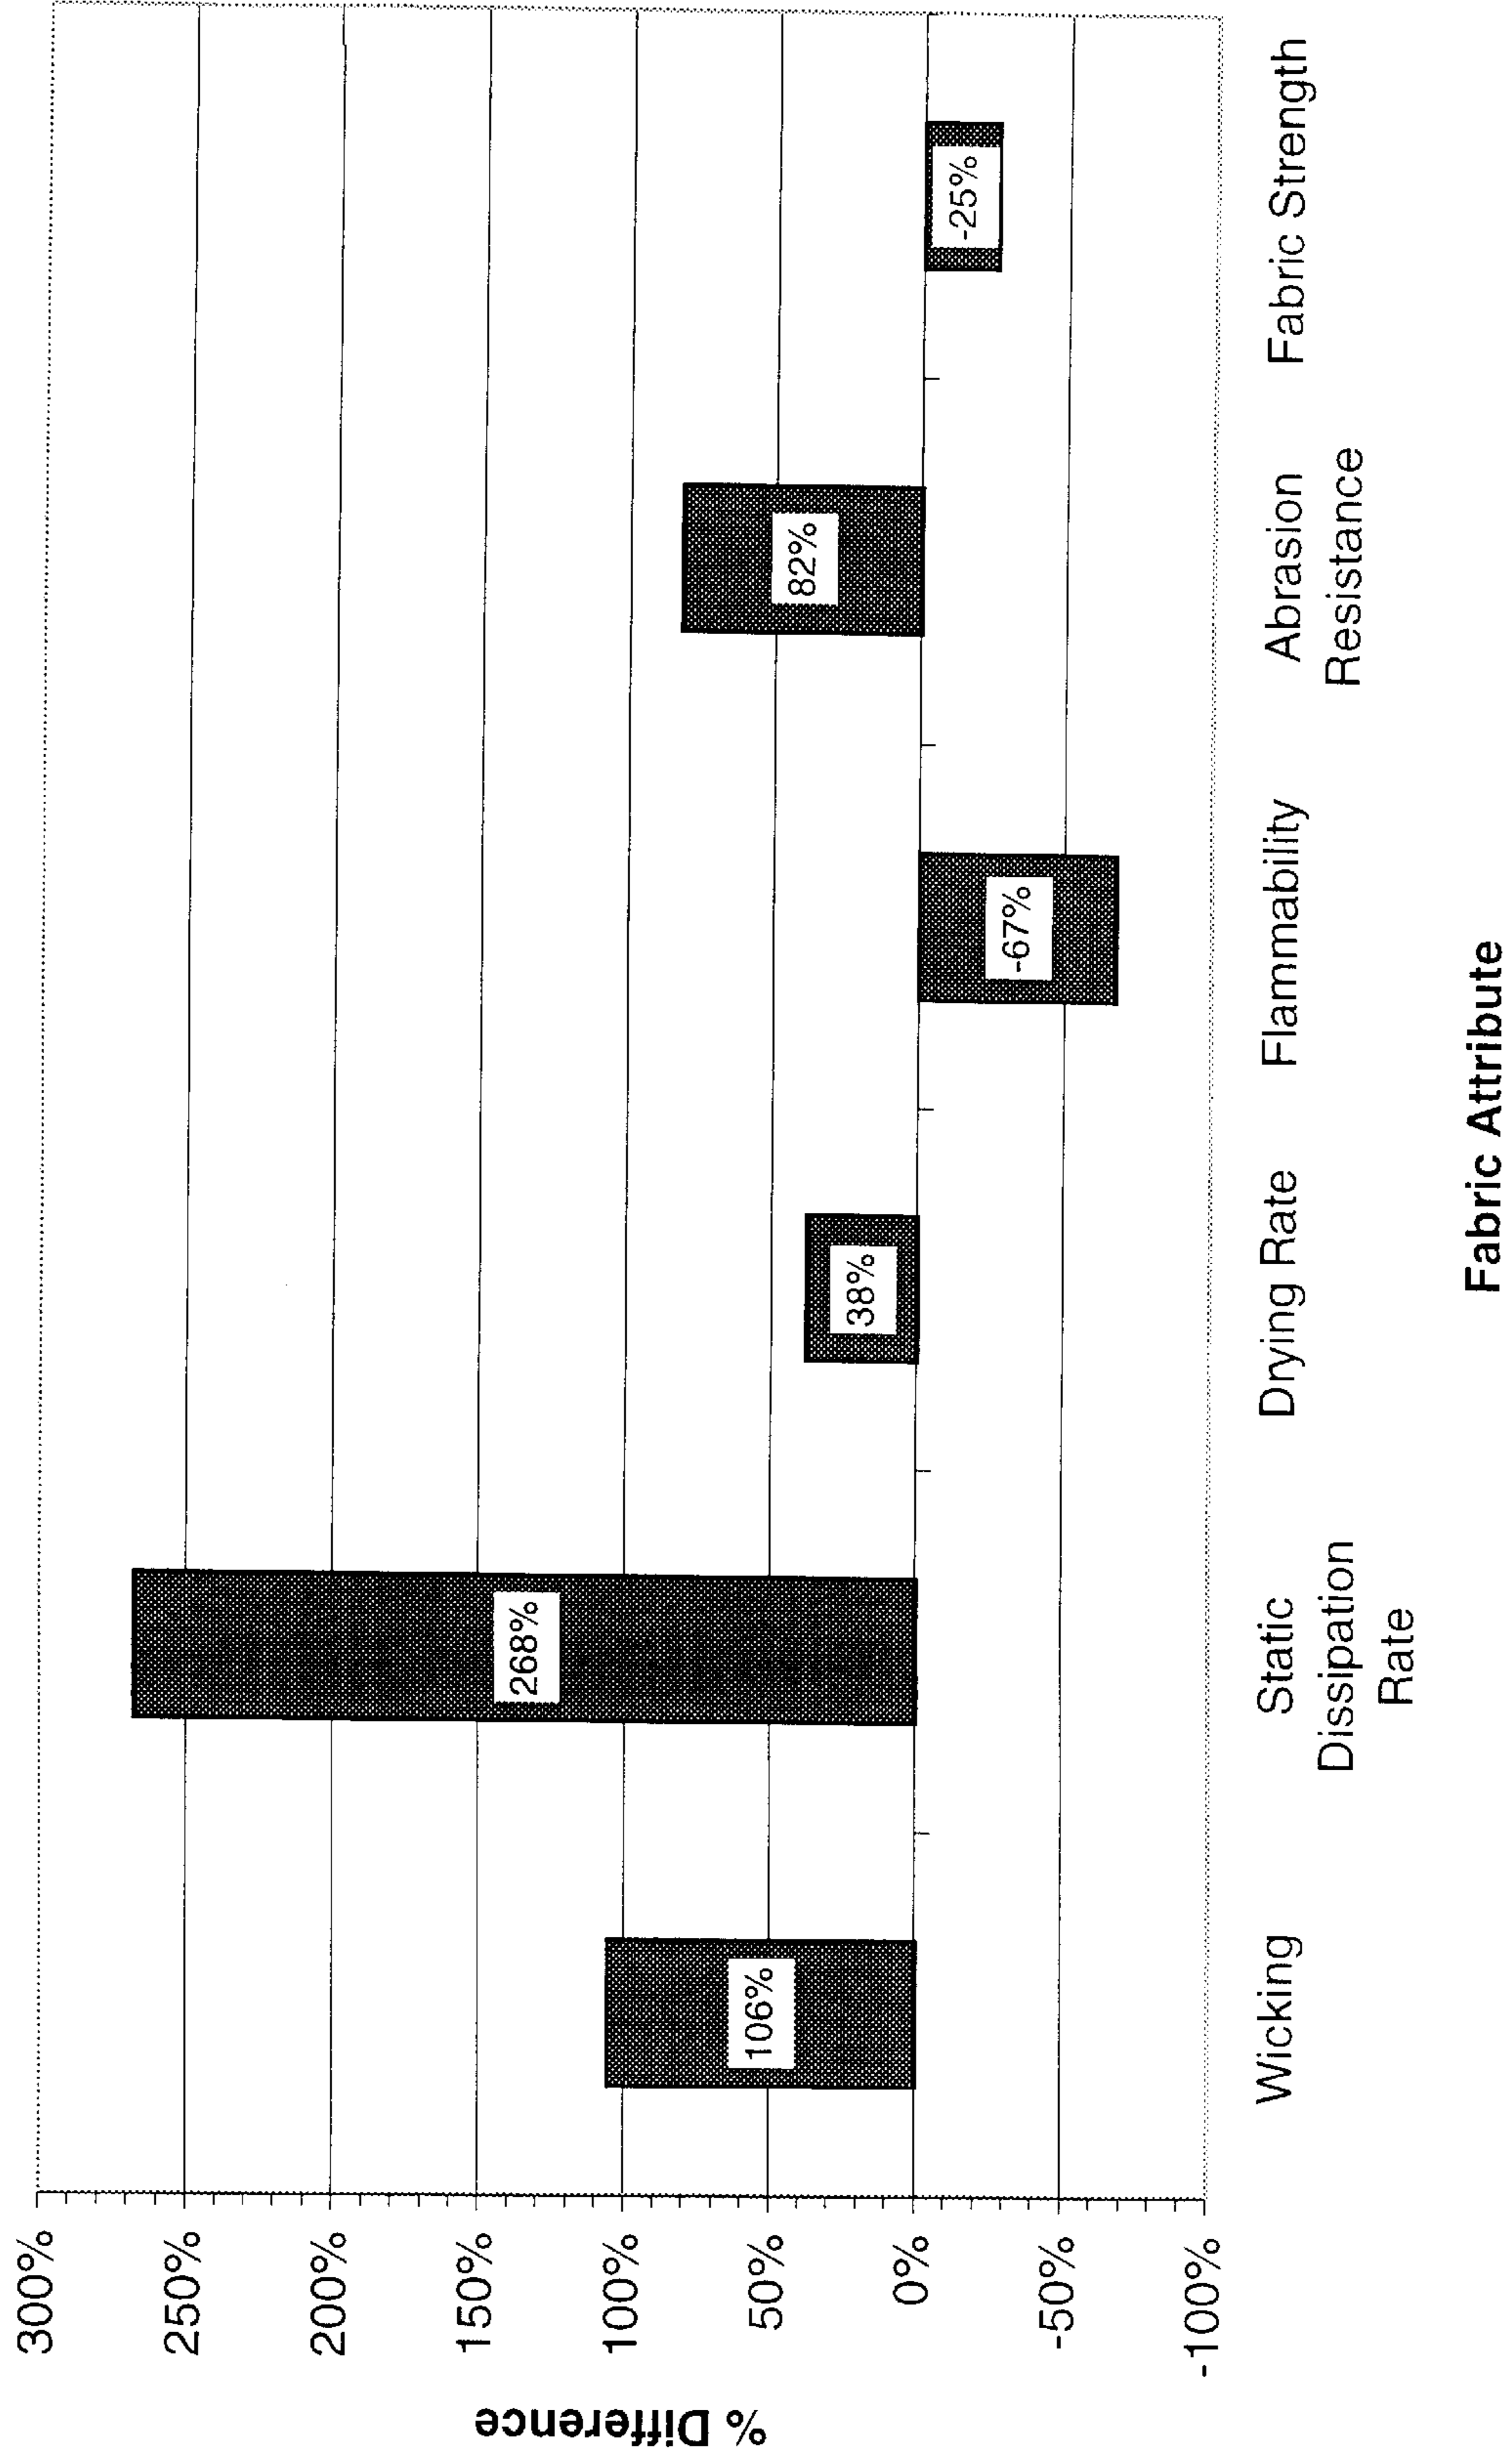 % Difference
300%
250%
200%
150%
100%
50%
0%
-50%
-100%
106%
268%
38%
-67%
82%
-25%
Wicking
Static
Dissipation
Rate
Drying Rate
Flammability
Abrasion
Resistance
Fabric Strength
Fabric Attribute